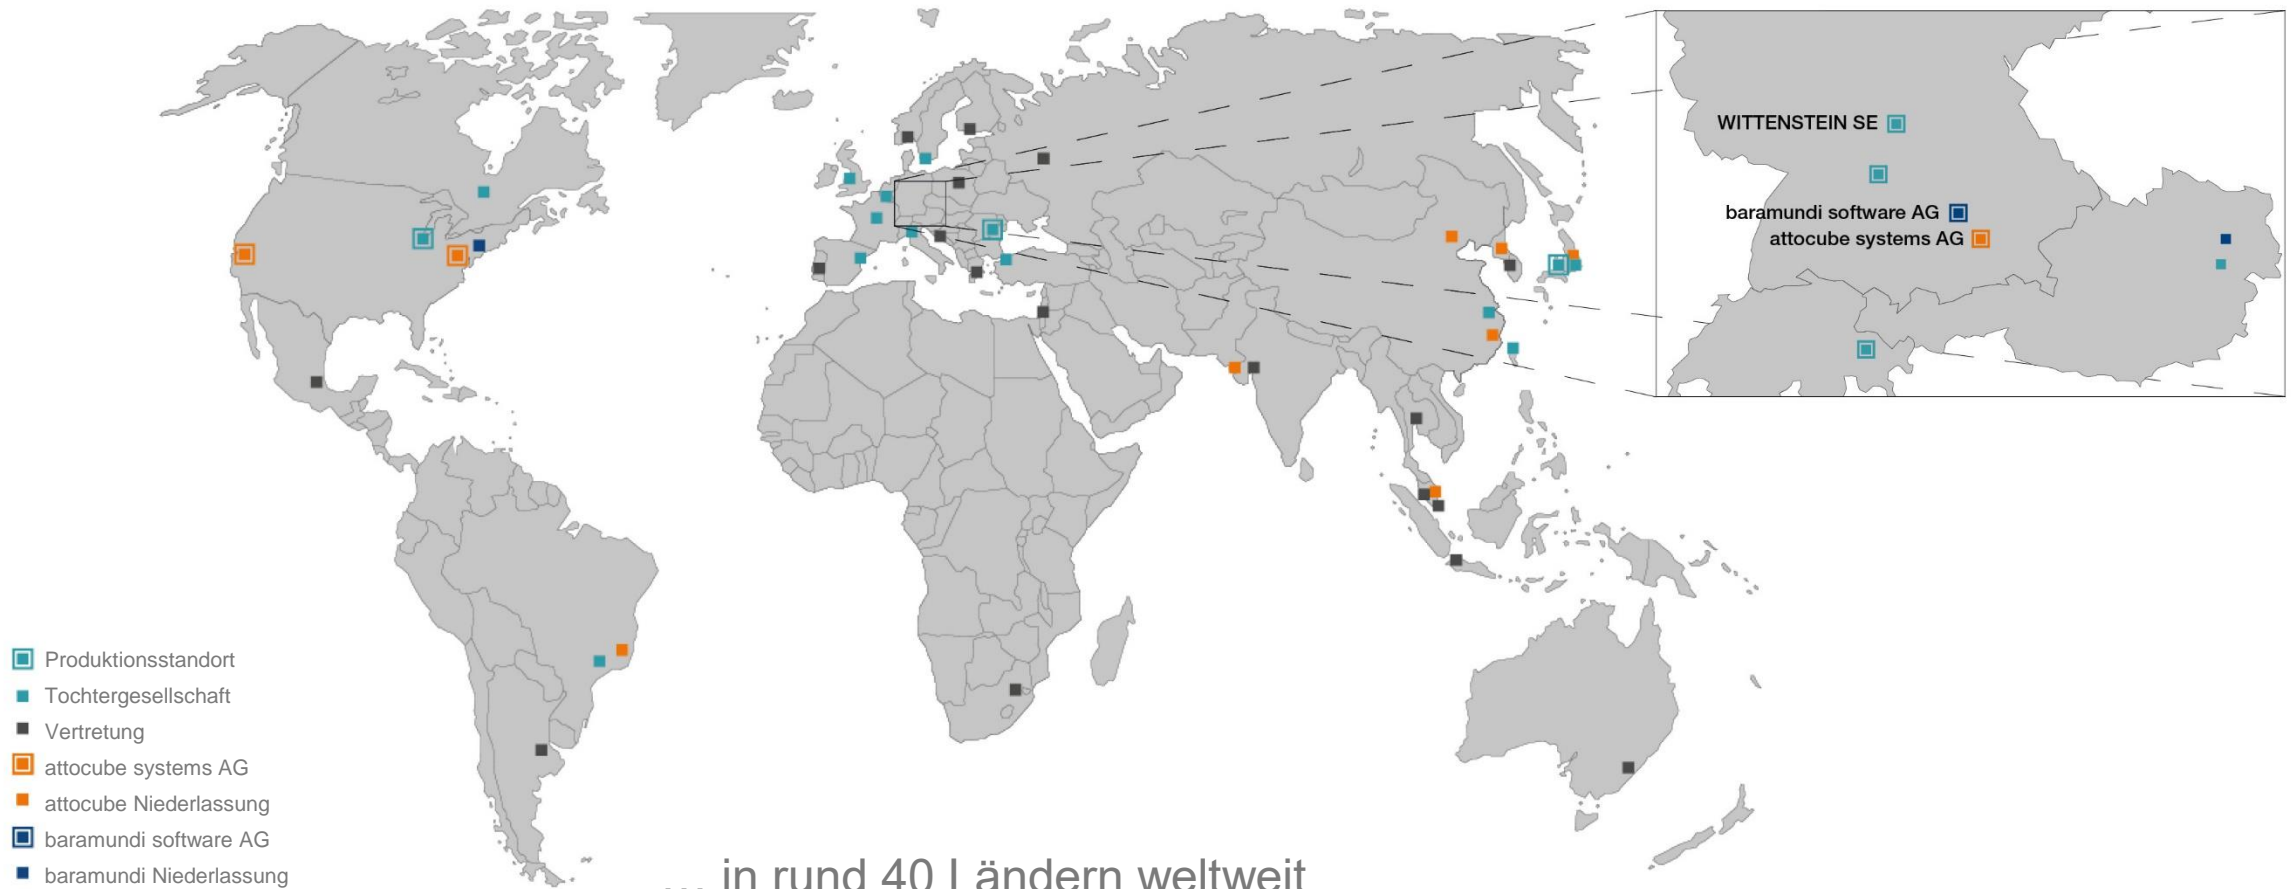 WITTENSTEIN SE
baramundi software AG
attocube systems AG
Produktionsstandort
Tochtergesellschaft
Vertretung
attocube systems AG
attocube Niederlassung
baramundi software AG
baramundi Niederlassung
... in rund 40 Ländern weltweit